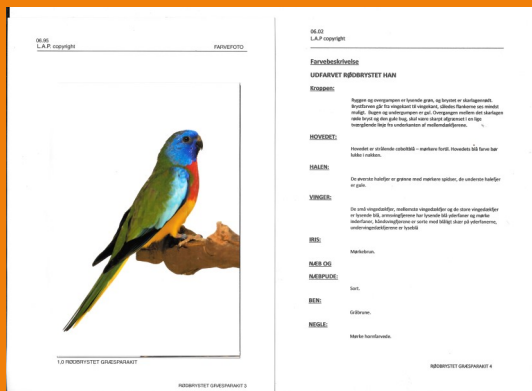 06.95
L.A.P. copyright
FARVEFOTO
1.0 RØDBRYSTET GRÆSPARAKIT
RØDBRYSTET GRÆSPARAKIT 3
06.02
L.A.P copyright
Farvebeskrivelse
UDFARVET RØDBRYSTET HAN
Kroppen:
Ryggen og overgumpen er lysende grøn, og brystet er skarlagenrødt.
Brystfarven går fra vingekant til vingekant, således flankerne ses mindst
muligt. Bugen og undergumpen er gul. Overgangen mellem det skarlagen
røde bryst og den gule bug, skal være skarpt afgrænset i en lige
tværgående linje fra underkanten af mellemdækfjerene.
HOVEDET:
Hovedet er strålende coboltblå – mørkere fortil. Hovedets blå farve bør
lukke i nakken.
HALEN:
De øverste halefjer er grønne med mørkere spidser, de underste halefjer
er gule.
VINGER:
De små vingedækfjer, mellemste vingedækfjer og de store vingedækfjer
er lysende blå, armsvingfjerene har lysende blå yderfaner og mørke
inderfaner, håndsvingfjerene er sorte med blåligt skær på yderfanerne,
undervingedækfjerene er lyseblå
IRIS:
Mørkebrun.
NÆB OG
NÆBPUDE:
Sort.
BEN:
Gråbrune.
NEGLE:
Mørke hornfarvede.
RØDBRYSTET GRÆSPARAKIT 4